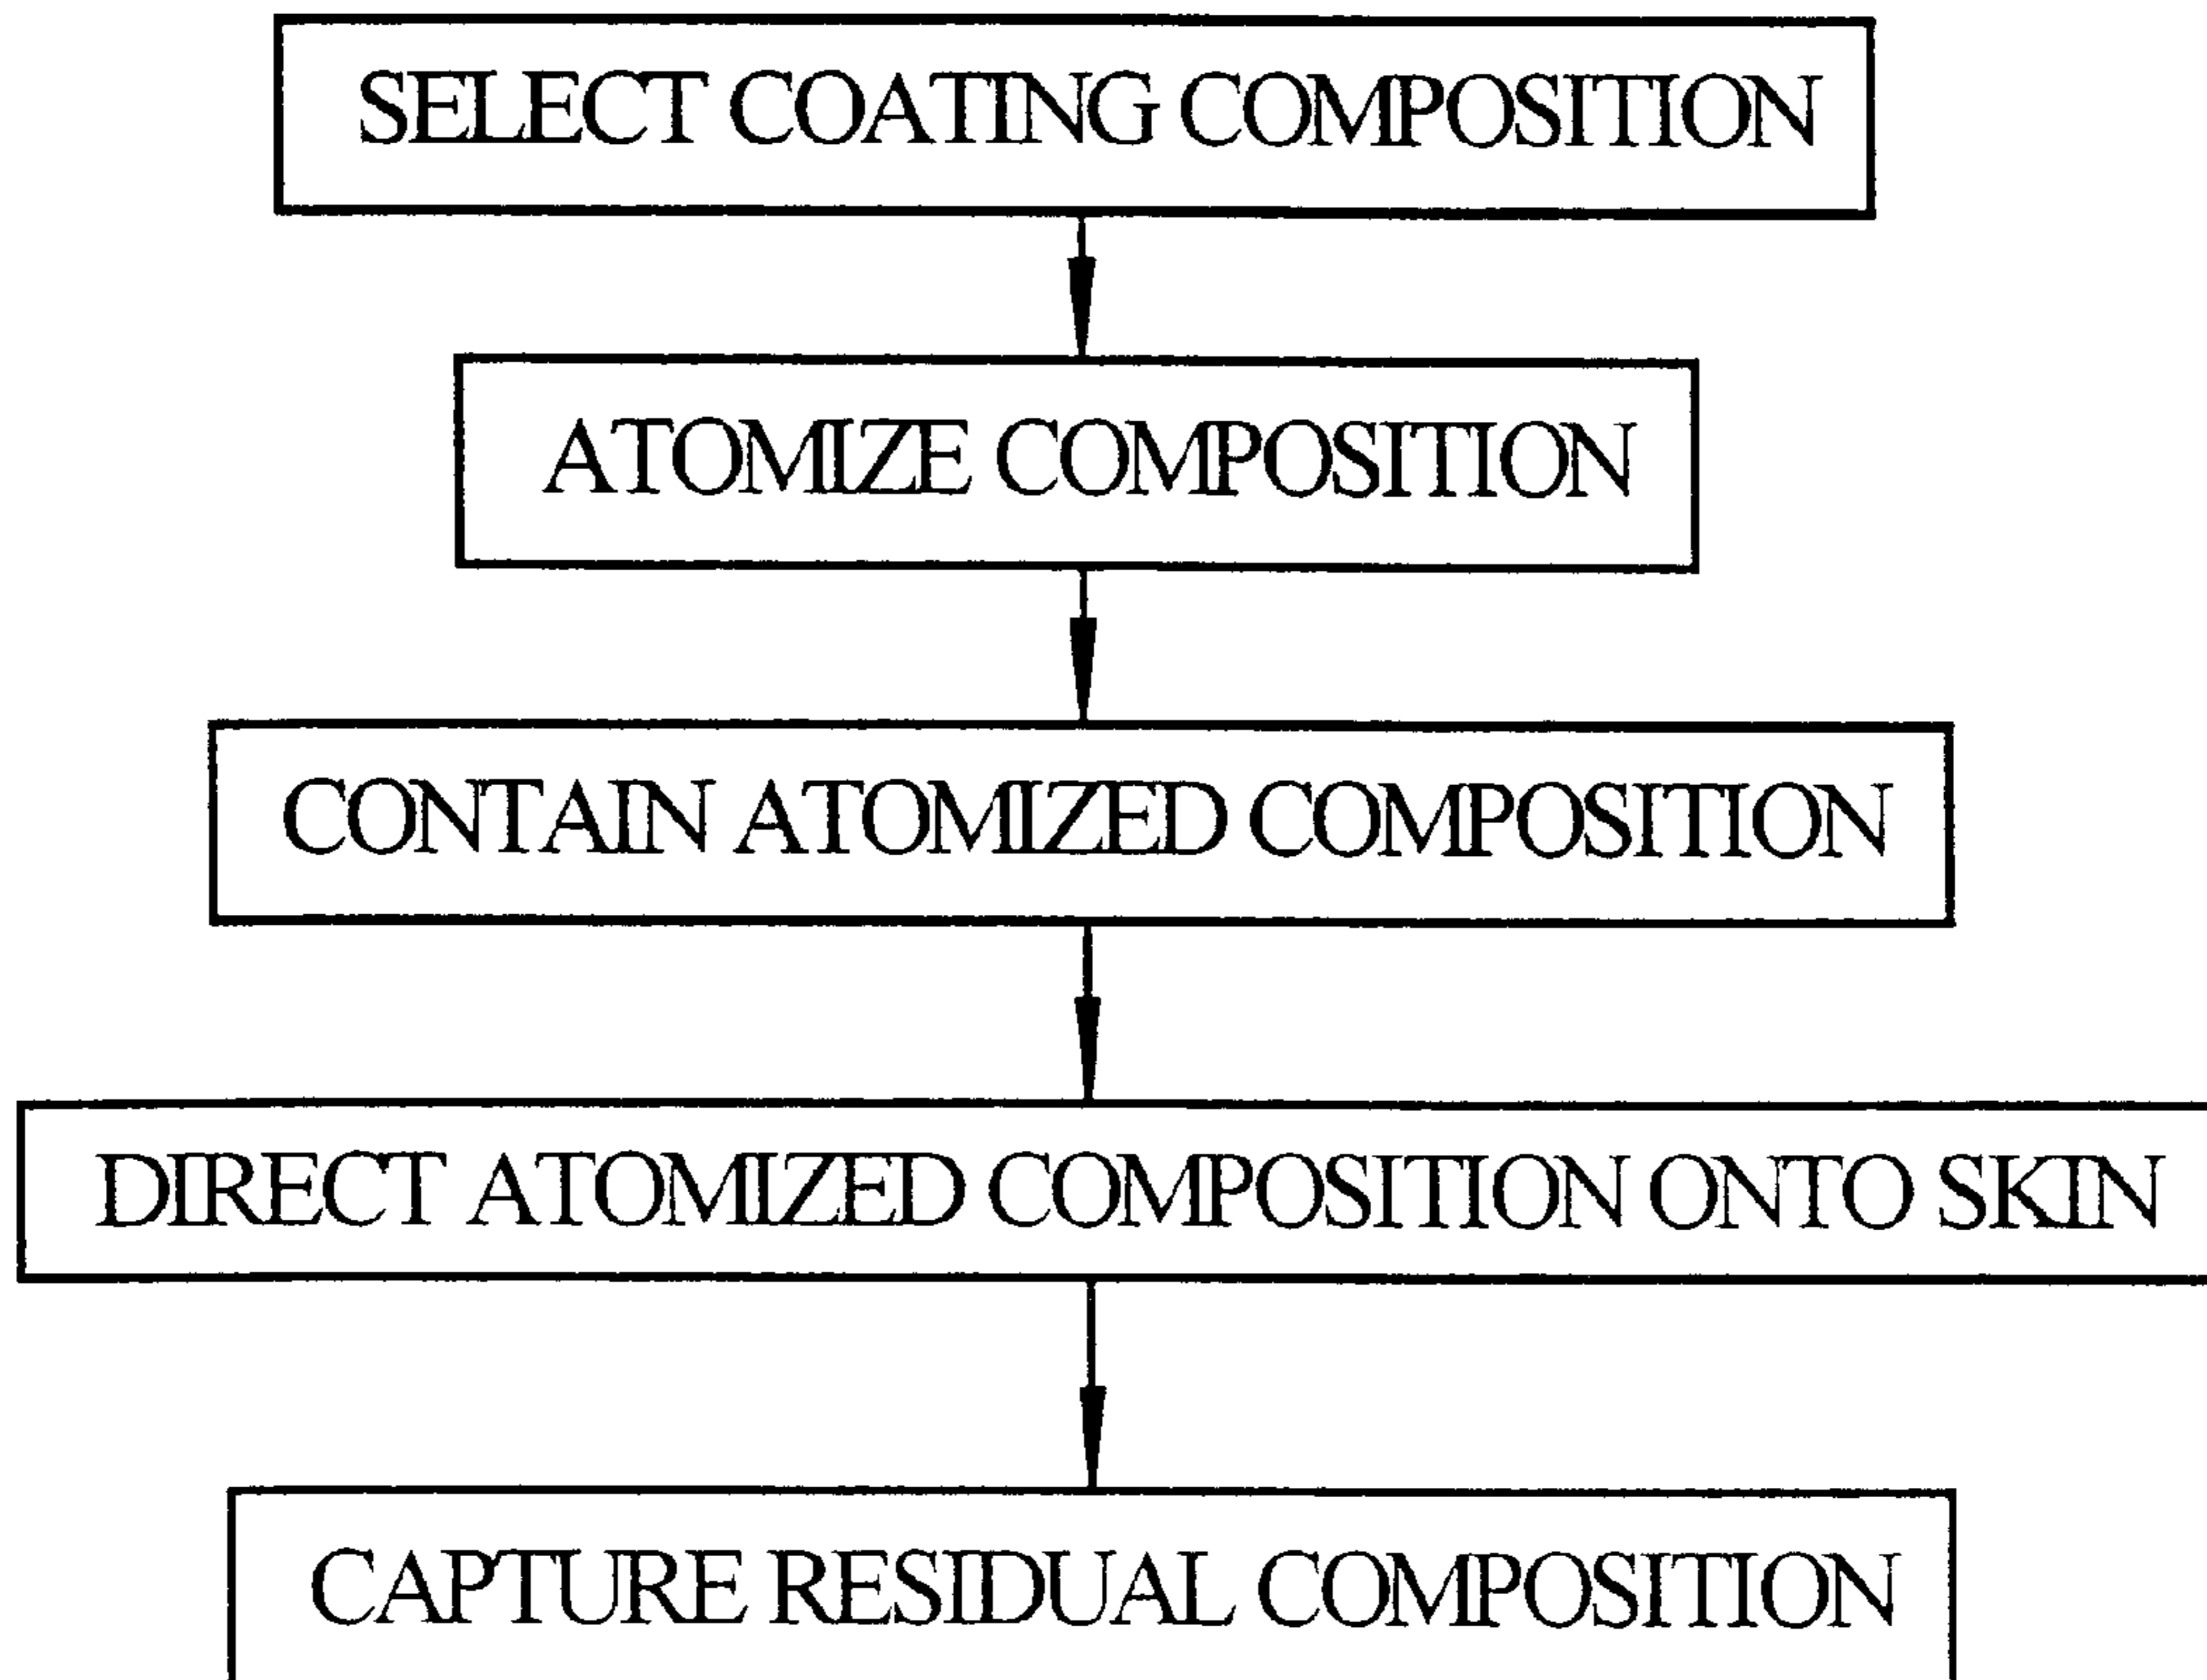 SELECT COATING COMPOSITION
ATOMIZE COMPOSITION
CONTAIN ATOMIZED COMPOSITION
DIRECT ATOMIZED COMPOSITION ONTO SKIN
CAPTURE RESIDUAL COMPOSITION